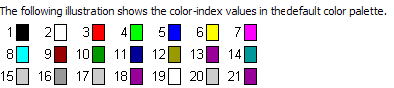 The following illustration shows the color-index values in thedefault color palette.
1 2 3 4 5 6 7
8 9 10 11 12 13 14
15 16 17 18 19 20 21